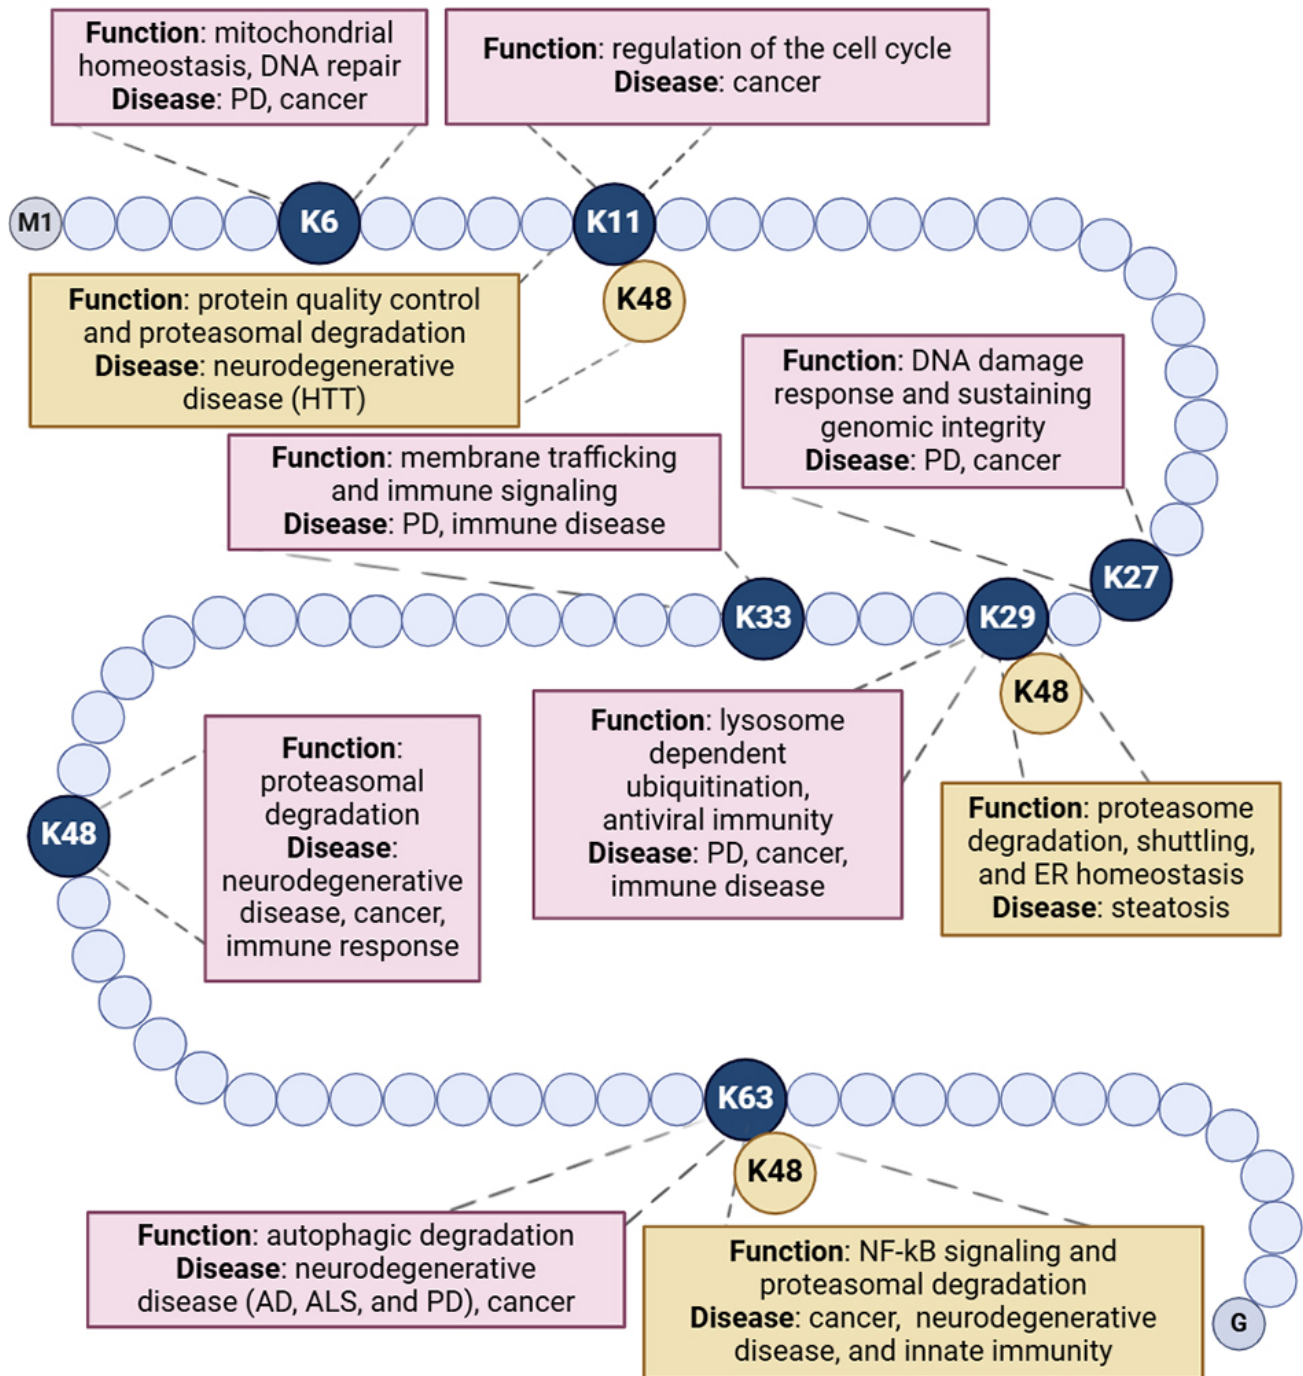 Function: mitochondrial
homeostasis, DNA repair
Disease: PD, cancer
Function: regulation of the cell cycle
Disease: cancer
M1
K6
K11
K48
Function: protein quality control
and proteasomal degradation
Disease: neurodegenerative
disease (HTT)
Function: DNA damage
response and sustaining
genomic integrity
Disease: PD, cancer
Function: membrane trafficking
and immune signaling
Disease: PD, immune disease
K27
K29
K33
K48
Function: lysosome
dependent
ubiquitination,
antiviral immunity
Disease: PD, cancer,
immune disease
Function: proteasome
degradation, shuttling,
and ER homeostasis
Disease: steatosis
K48
Function:
proteasomal
degradation
Disease:
neurodegenerative
disease, cancer,
immune response
K63
K48
Function: autophagic degradation
Disease: neurodegenerative
disease (AD, ALS, and PD), cancer
Function: NF-kB signaling and
proteasomal degradation
Disease: cancer, neurodegenerative
disease, and innate immunity
G